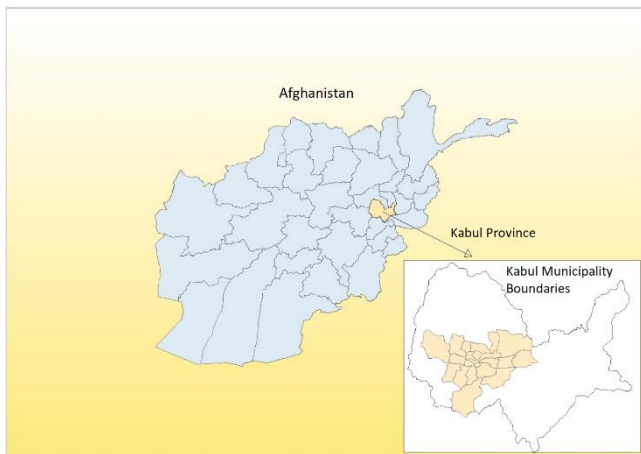 Afghanistan
Kabul Province
Kabul Municipality
Boundaries